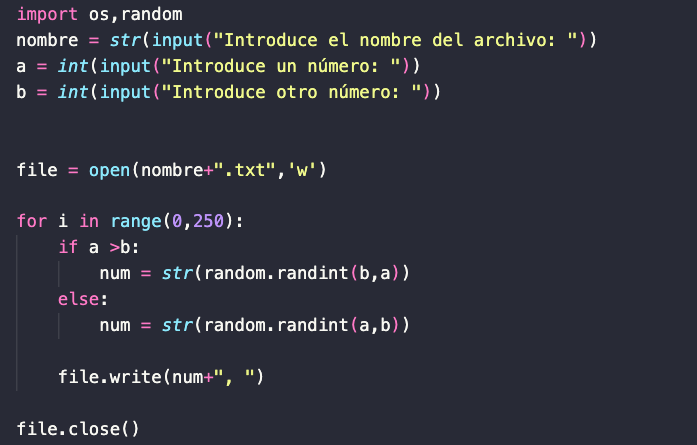 import os,random
nombre = str(input("Introduce el nombre del archivo: "))
a = int(input("Introduce un número: "))
b = int(input("Introduce otro número: "))
file = open(nombre+".txt",'w')
for i in range(0,250):
    if a >b:
        num = str(random.randint(b,a))
    else:
        num = str(random.randint(a,b))
    file.write(num+", ")
file.close()